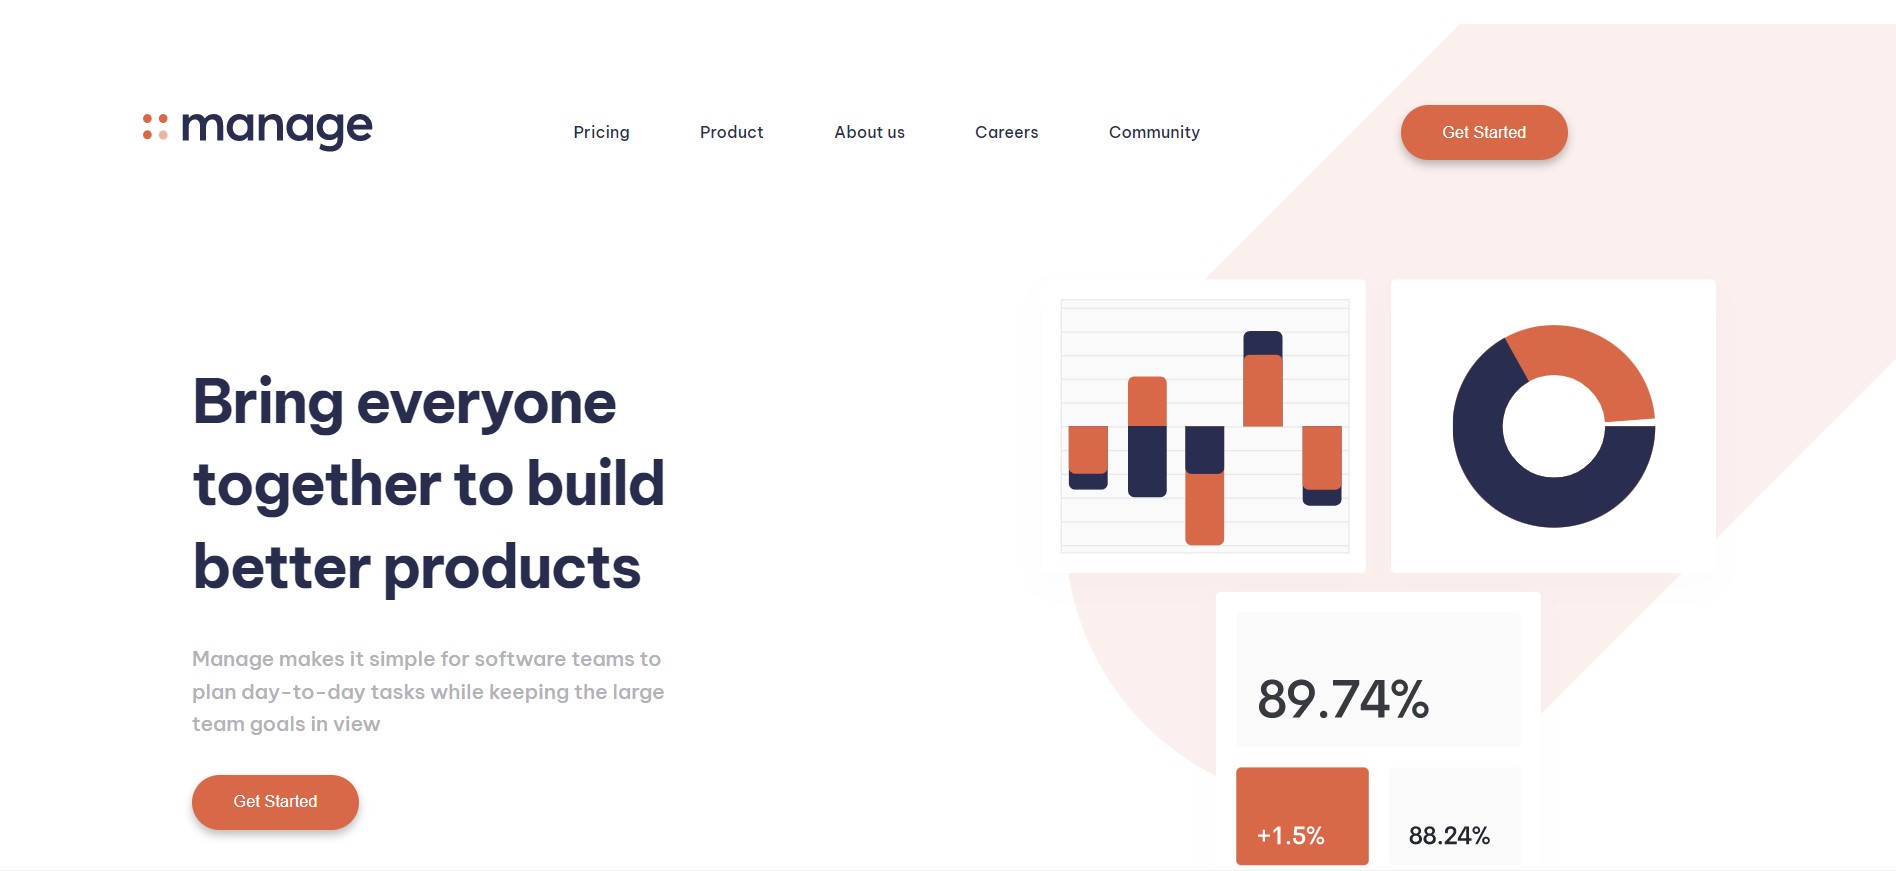 manage
Pricing
Product
About us
Careers
Community
Get Started
Bring everyone
together to build
better products
Manage makes it simple for software teams to
plan day-to-day tasks while keeping the large
team goals in view
Get Started
89.74%
+1.5%
88.24%